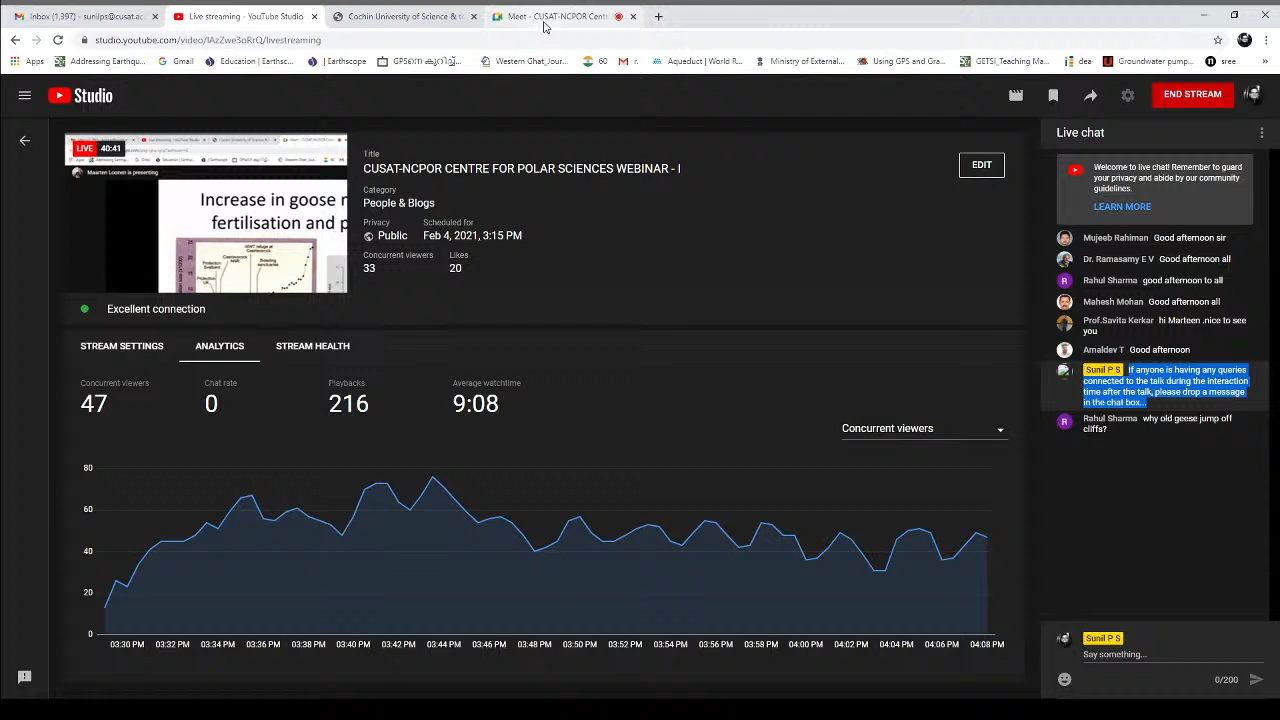 Inbox (1,397) - sunilps@cusat.ac.
Live streaming - YouTube Studio
Cochin University of Science & t
Meet - CUSAT-NCPOR Centr
studio.youtube.com/video/lAzZwe3oRrQ/livestreaming
Apps
Addressing Earthqu...
Gmail
Education | Earthsc...
Earthscope
Western Ghat_Jour...
60
r.
Aqueduct | World R...
Ministry of External...
Using GPS and Gra...
GETSI_Teaching Ma...
dea
Groundwater pump...
sree
Studio
END STREAM
LIVE 40:41
Maarten Loonen is presenting
Increase in goose
fertilisation and p
Title
CUSAT-NCPOR CENTRE FOR POLAR SCIENCES WEBINAR - I
EDIT
Category
People & Blogs
Privacy
Scheduled for
Public
Feb 4, 2021, 3:15 PM
Concurrent viewers
Likes
33
20
Excellent connection
STREAM SETTINGS
ANALYTICS
STREAM HEALTH
Concurrent viewers
Chat rate
Playbacks
Average watchtime
47
0
216
9:08
Concurrent viewers
80
60
40
20
0
03:30 PM 03:32 PM 03:34 PM 03:36 PM 03:38 PM 03:40 PM 03:42 PM 03:44 PM 03:46 PM 03:48 PM 03:50 PM 03:52 PM 03:54 PM 03:56 PM 03:58 PM 04:00 PM 04:02 PM 04:04 PM 04:06 PM 04:08 PM
Live chat
Welcome to live chat! Remember to guard
your privacy and abide by our community
guidelines.
LEARN MORE
Mujeeb Rahiman Good afternoon sir
Dr. Ramasamy E V Good afternoon all
Rahul Sharma good afternoon to all
Mahesh Mohan Good afternoon all
Prof.Savita Kerkar hi Marteen .nice to see
you
Amaldev T Good afternoon
Sunil P S If anyone is having any queries
connected to the talk during the interaction
time after the talk, please drop a message
in the chat box...
Rahul Sharma why old geese jump off
cliffs?
Sunil P S
Say something...
0/200